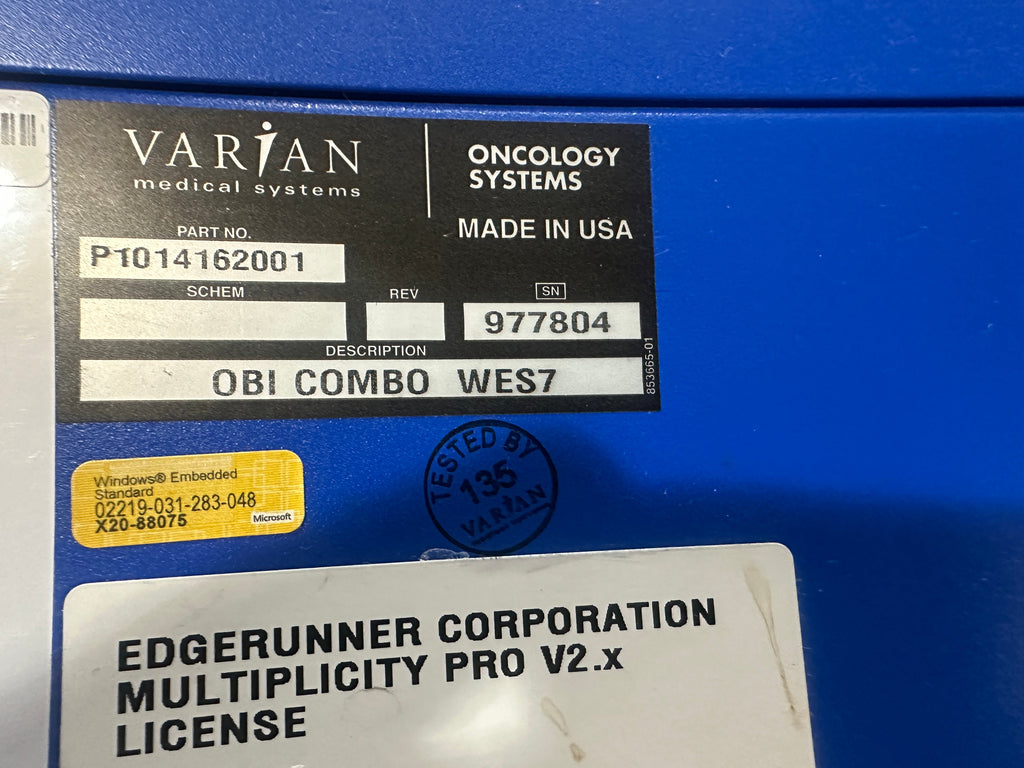 VARIAN
medical systems
ONCOLOGY
SYSTEMS
MADE IN USA
PART NO.
P1014162001
SCHEM
REV
SN
977804
DESCRIPTION
OBI COMBO WES7
853665-01
TESTED BY
135
VARIAN
Windows® Embedded
Standard
02219-031-283-048
X20-88075
Microsoft
EDGERUNNER CORPORATION
MULTIPLICITY PRO V2.x
LICENSE